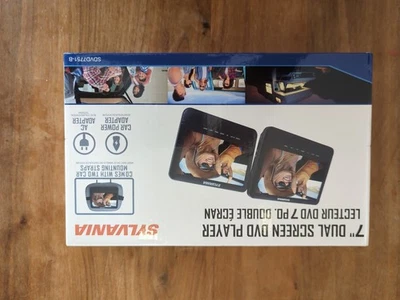 SYLVANIA
7" DUAL SCREEN DVD PLAYER
LECTEUR DVD 7 PO. DOUBLE ÉCRAN
COMES WITH TWO CAR
MOUNTING STRAPS
CAR POWER
ADAPTER
AC
ADAPTER
SDVD7751-B